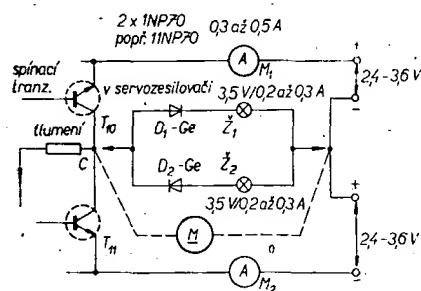 2 x 1NP70
popř. 11NP70
0,3 až 0,5 A
A
M₁
+
2,4-3,6 V
−
spínací
tranz.
v servozesilovači
T₁₀
3,5 V/0,2 až 0,3 A
D₁-Ge
Ž₁
tlumení
C
D₂-Ge
Ž₂
3,5 V/0,2 až 0,3 A
M
T₁₁
+
2,4-3,6 V
−
A
M₂